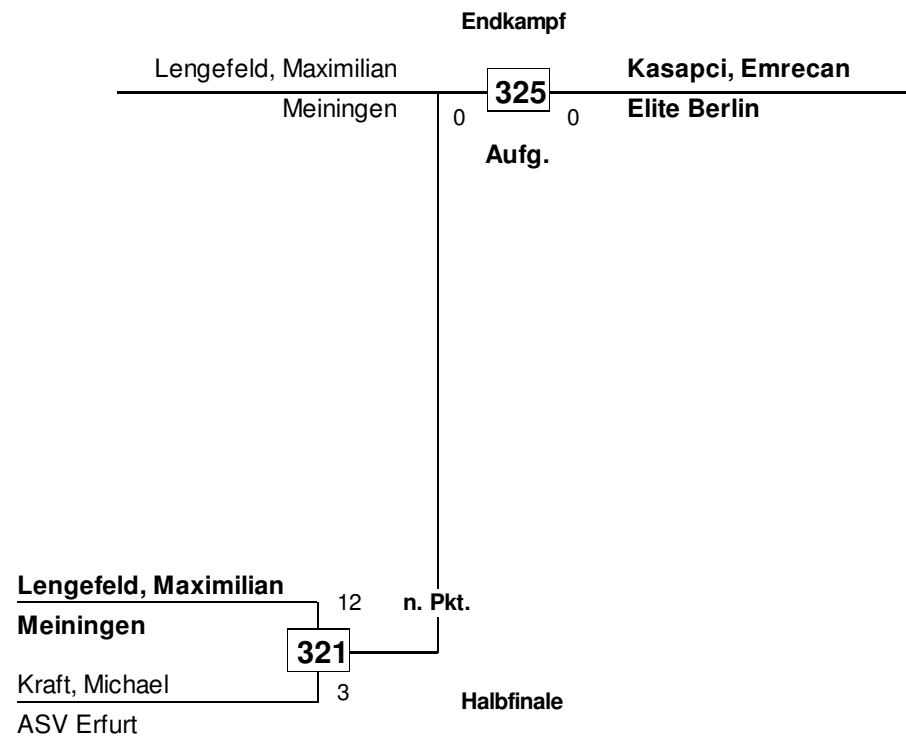 Endkampf
Lengefeld, Maximilian
Meiningen
0
325
0
Kasapci, Emrecan
Elite Berlin
Aufg.
Lengefeld, Maximilian
Meiningen
12
n. Pkt.
321
Kraft, Michael
ASV Erfurt
3
Halbfinale